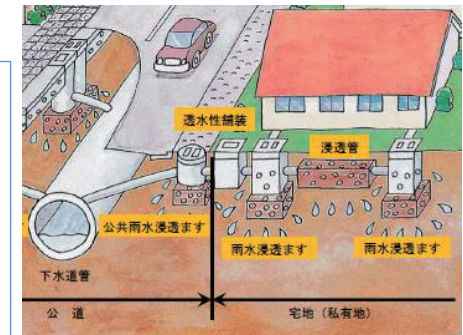 透水性舗装
浸透管
公共雨水浸透ます
雨水浸透ます
雨水浸透ます
下水道管
公道
宅地（私有地）